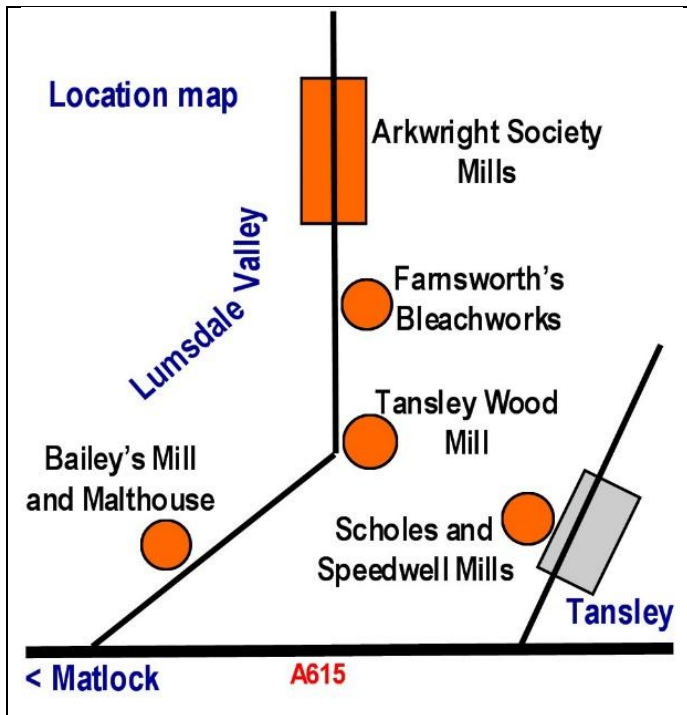 Location map
Arkwright Society
Mills
Lumsdale Valley
Farnsworth's
Bleachworks
Tansley Wood
Mill
Bailey's Mill
and Malthouse
Scholes and
Speedwell Mills
Tansley
< Matlock
A615